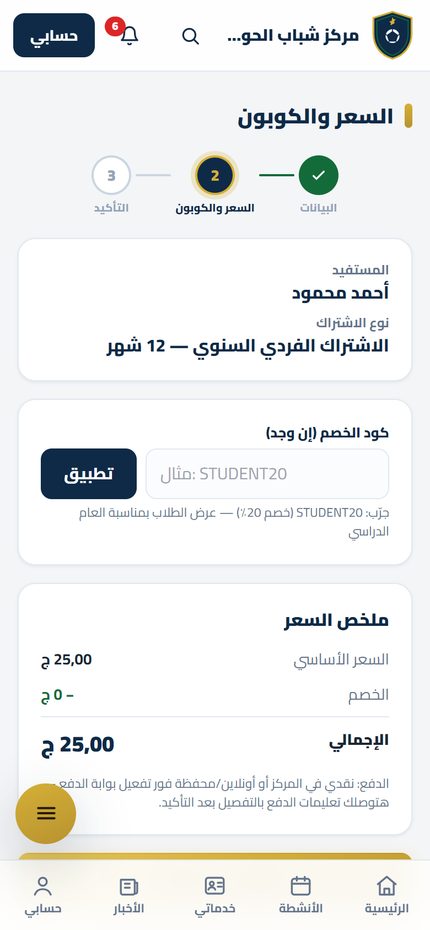 مركز شباب الحو...
6
حسابي
السعر والكوبون
البيانات
2
السعر والكوبون
3
التأكيد
المستفيد
أحمد محمود
نوع الاشتراك
الاشتراك الفردي السنوي — 12 شهر
كود الخصم (إن وجد)
مثال: STUDENT20
تطبيق
جرّب: STUDENT20 (خصم 20٪) — عرض الطلاب بمناسبة العام
الدراسي
ملخص السعر
السعر الأساسي
25,00 ج
الخصم
− 0 ج
الإجمالي
25,00 ج
الدفع: نقدي في المركز أو أونلاين/محفظة فور تفعيل بوابة الدفع
هتوصلك تعليمات الدفع بالتفصيل بعد التأكيد.
الرئيسية
الأنشطة
خدماتي
الأخبار
حسابي